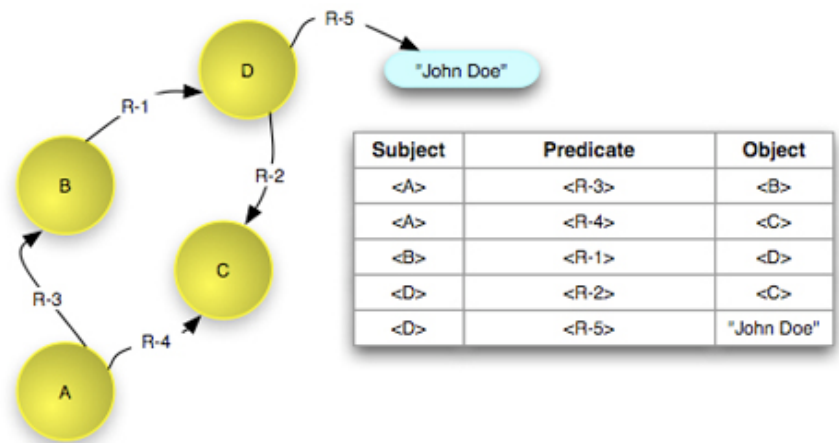 R-5
D
"John Doe"
R-1
B
R-2
C
R-3
R-4
A
Subject Predicate Object
<A> <R-3> <B>
<A> <R-4> <C>
<B> <R-1> <D>
<D> <R-2> <C>
<D> <R-5> "John Doe"